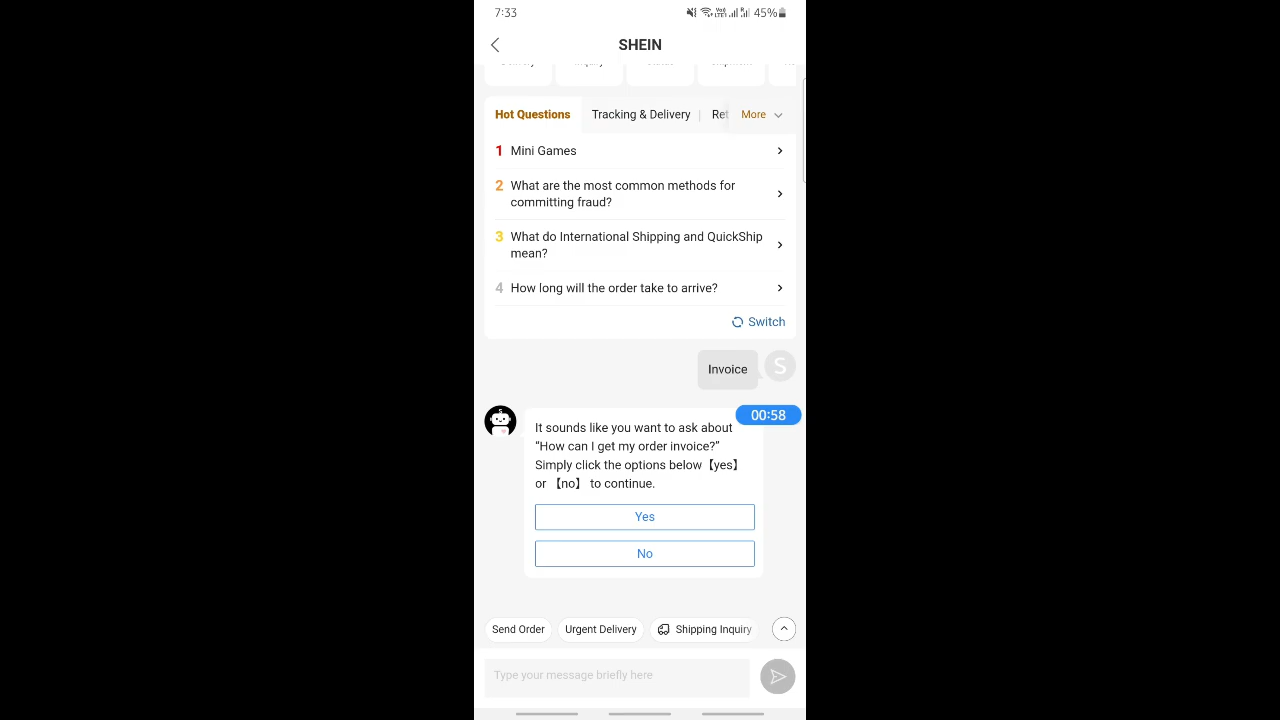 7:33
45%
SHEIN
Hot Questions
Tracking & Delivery
Ret
More
1 Mini Games
2 What are the most common methods for
committing fraud?
3 What do International Shipping and QuickShip
mean?
4 How long will the order take to arrive?
Switch
Invoice
S
00:58
It sounds like you want to ask about
“How can I get my order invoice?”
Simply click the options below【yes】
or 【no】 to continue.
Yes
No
Send Order
Urgent Delivery
Shipping Inquiry
Type your message briefly here